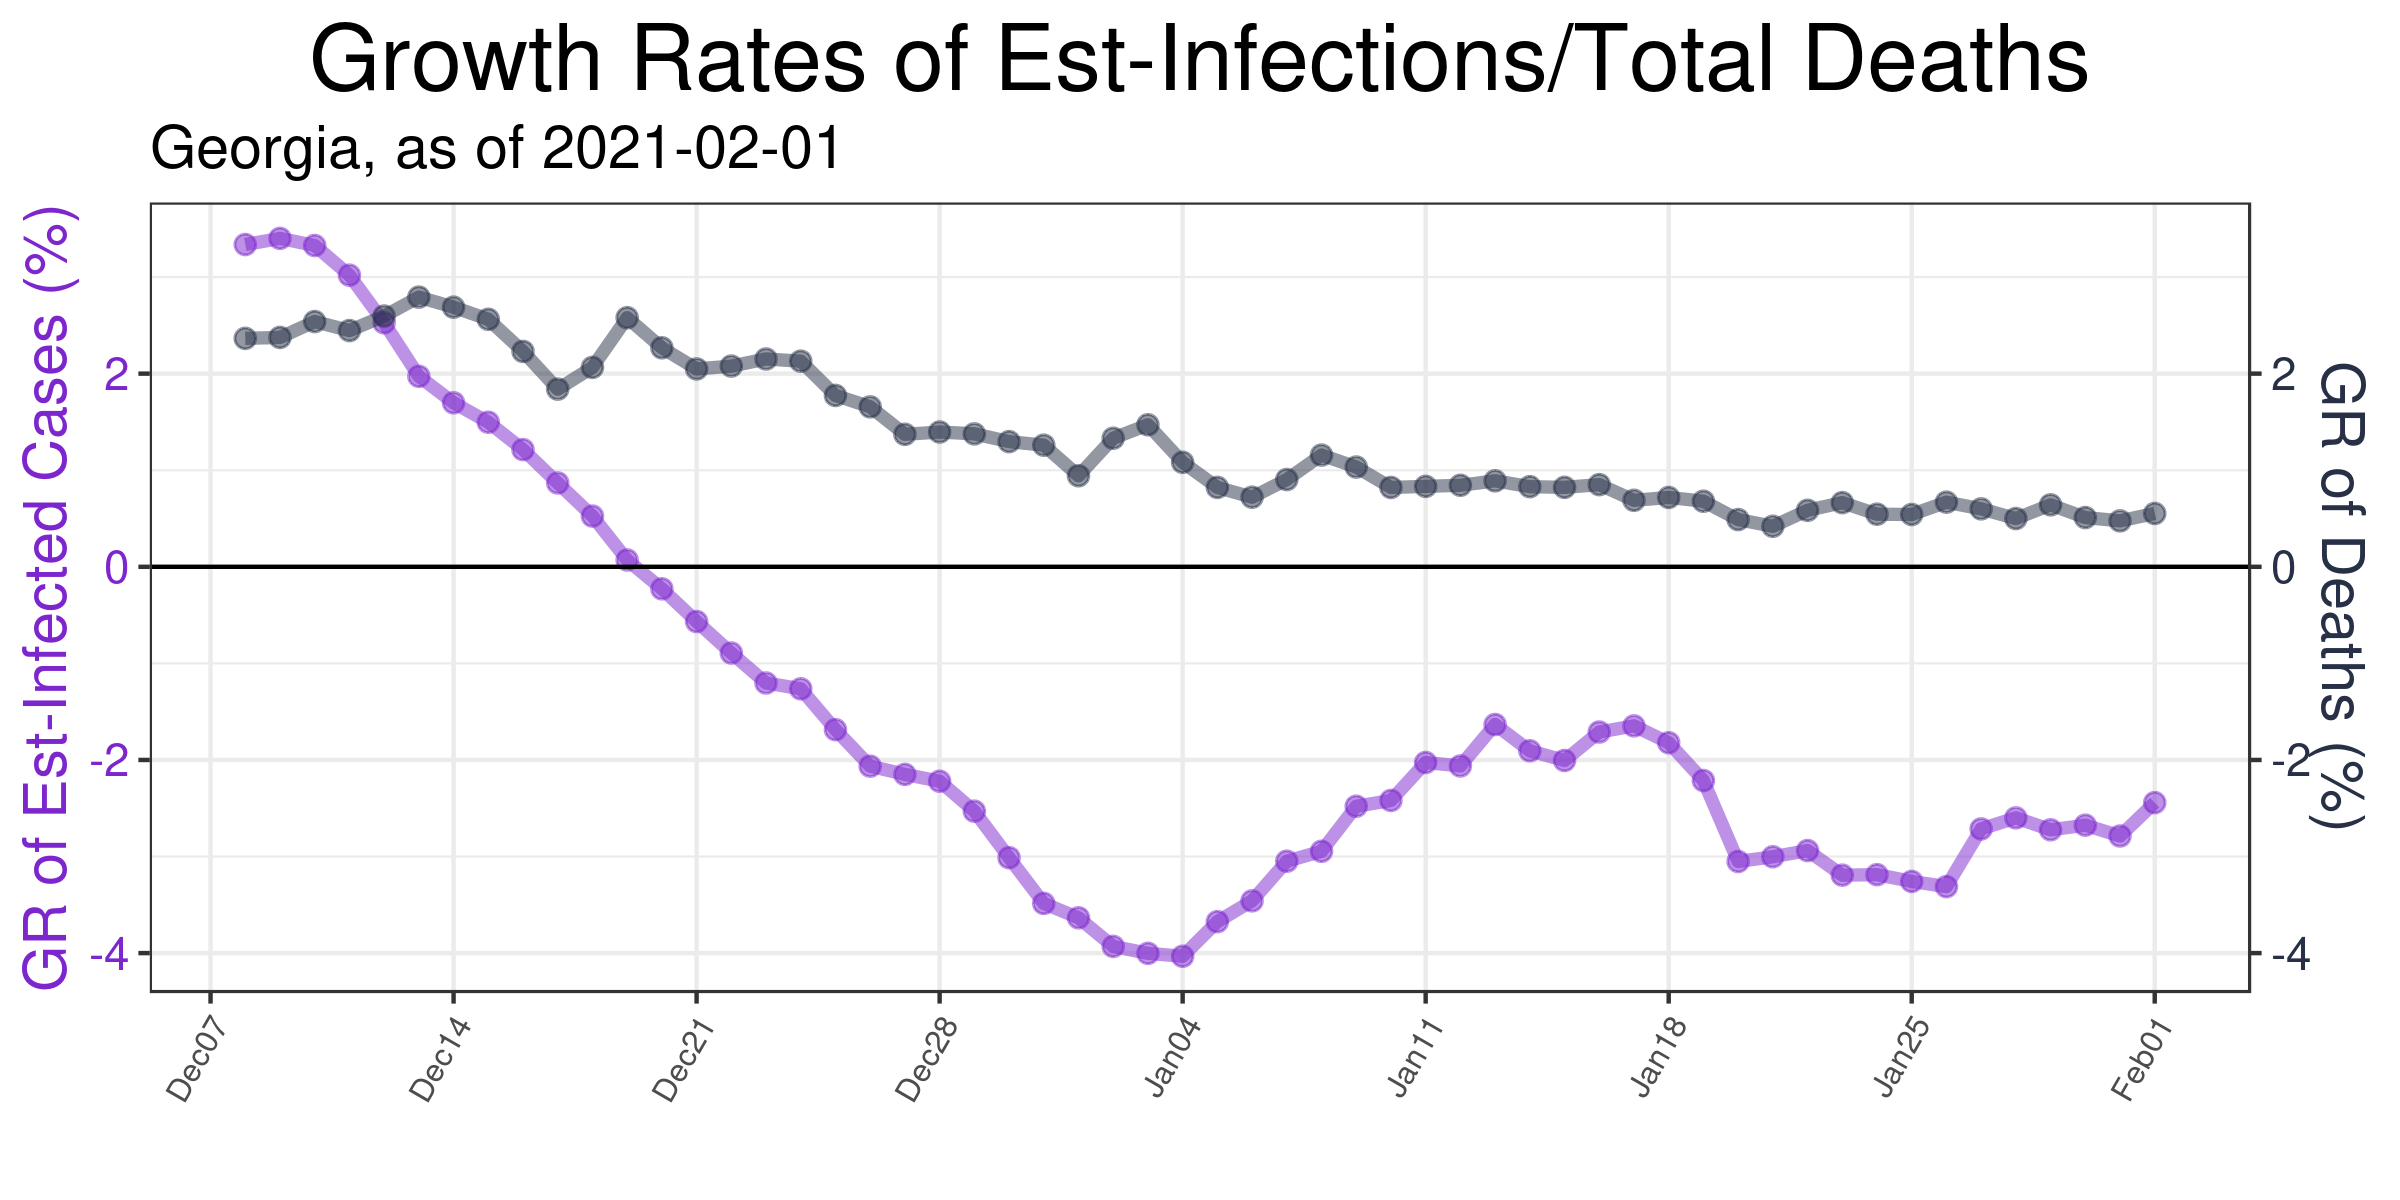 Growth Rates of Est-Infections/Total Deaths
Georgia, as of 2021-02-01
GR of Est-Infected Cases (%)
2
0
-2
-4
2
0
-2
-4
GR of Deaths (%)
Dec07
Dec14
Dec21
Dec28
Jan04
Jan11
Jan18
Jan25
Feb01